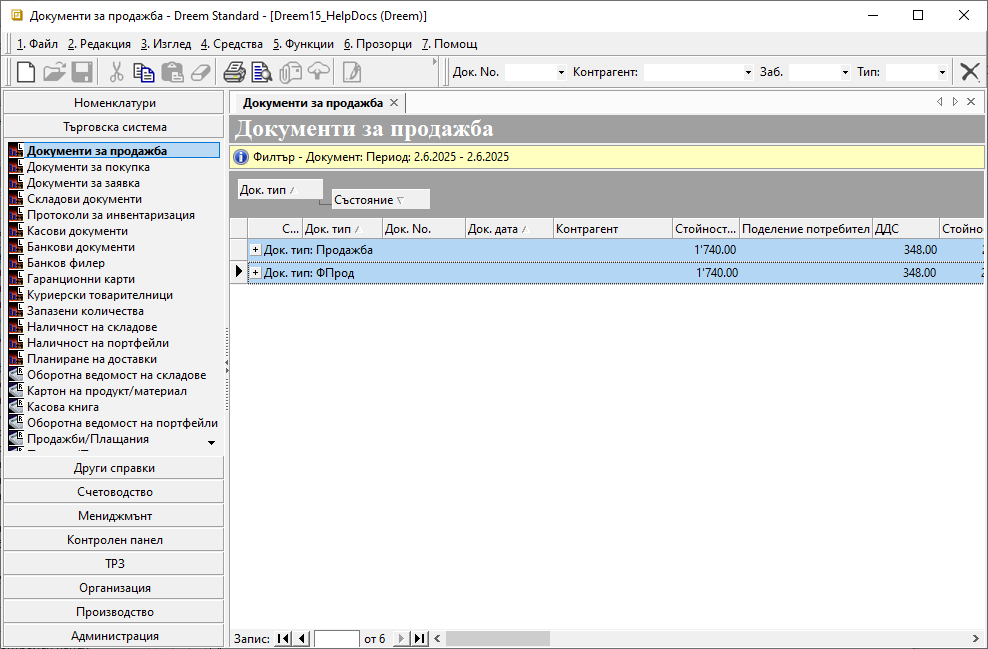 Документи за продажба - Dreem Standard - [Dreem15_HelpDocs (Dreem)]
1. Файл 2. Редакция 3. Изглед 4. Средства 5. Функции 6. Прозорци 7. Помощ
Док. No. Контрагент: Заб. Тип:
Номенклатури
Търговска система
Документи за продажба
Документи за покупка
Документи за заявка
Складови документи
Протоколи за инвентаризация
Касови документи
Банкови документи
Банков филер
Гаранционни карти
Куриерски товарителници
Запазени количества
Наличност на складове
Наличност на портфейли
Планиране на доставки
Оборотна ведомост на складове
Картон на продукт/материал
Касова книга
Оборотна ведомост на портфейли
Продажби/Плащания
Други справки
Счетоводство
Мениджмънт
Контролен панел
ТРЗ
Организация
Производство
Администрация
Документи за продажба
Документи за продажба
Филтър - Документ: Период: 2.6.2025 - 2.6.2025
Док. тип
Състояние
С... Док. тип Док. No. Док. дата Контрагент Стойност... Поделение потребител ДДС Стойно
Док. тип: Продажба 1'740.00 348.00
Док. тип: ФПрод 1'740.00 348.00
Запис: от 6